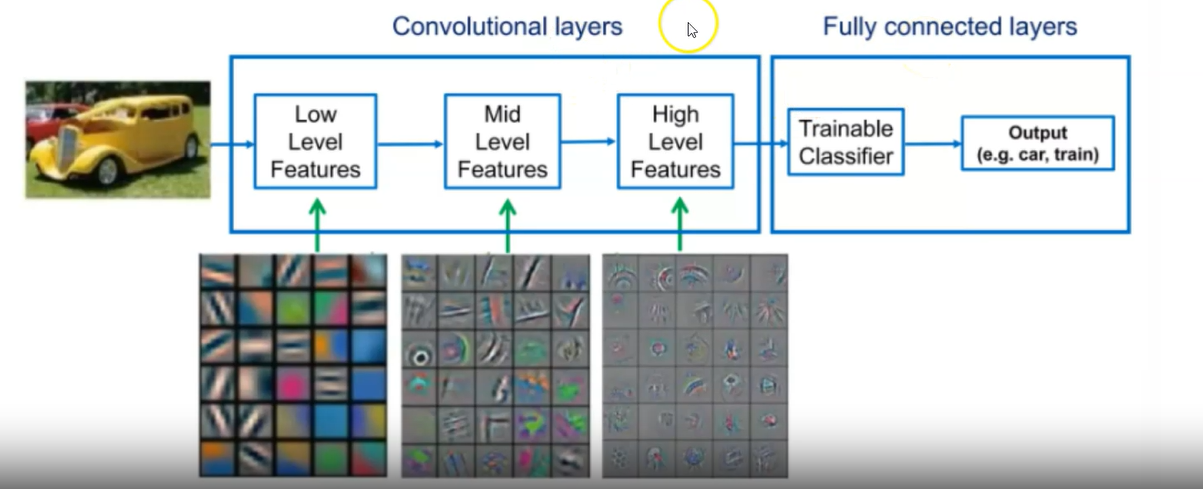 Convolutional layers
Fully connected layers
Low
Level
Features
Mid
Level
Features
High
Level
Features
Trainable
Classifier
Output
(e.g. car, train)